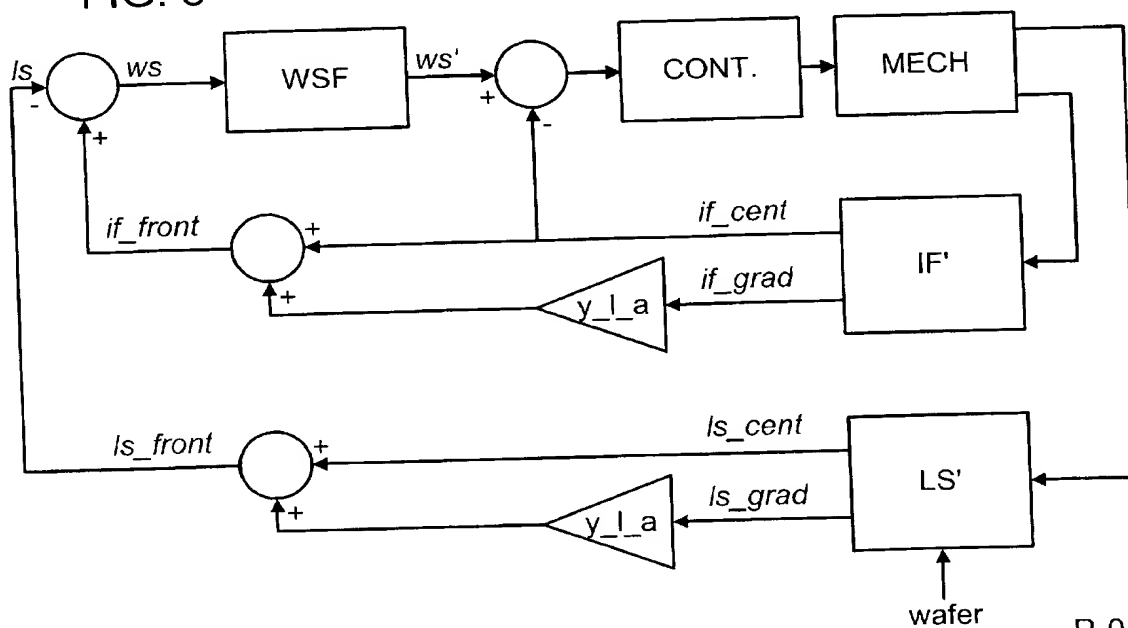 ls
-
+
ws
WSF
ws'
+
-
CONT.
MECH
if_front
+
+
if_cent
if_grad
y_l_a
IF'
ls_front
+
+
ls_cent
ls_grad
y_l_a
LS'
wafer